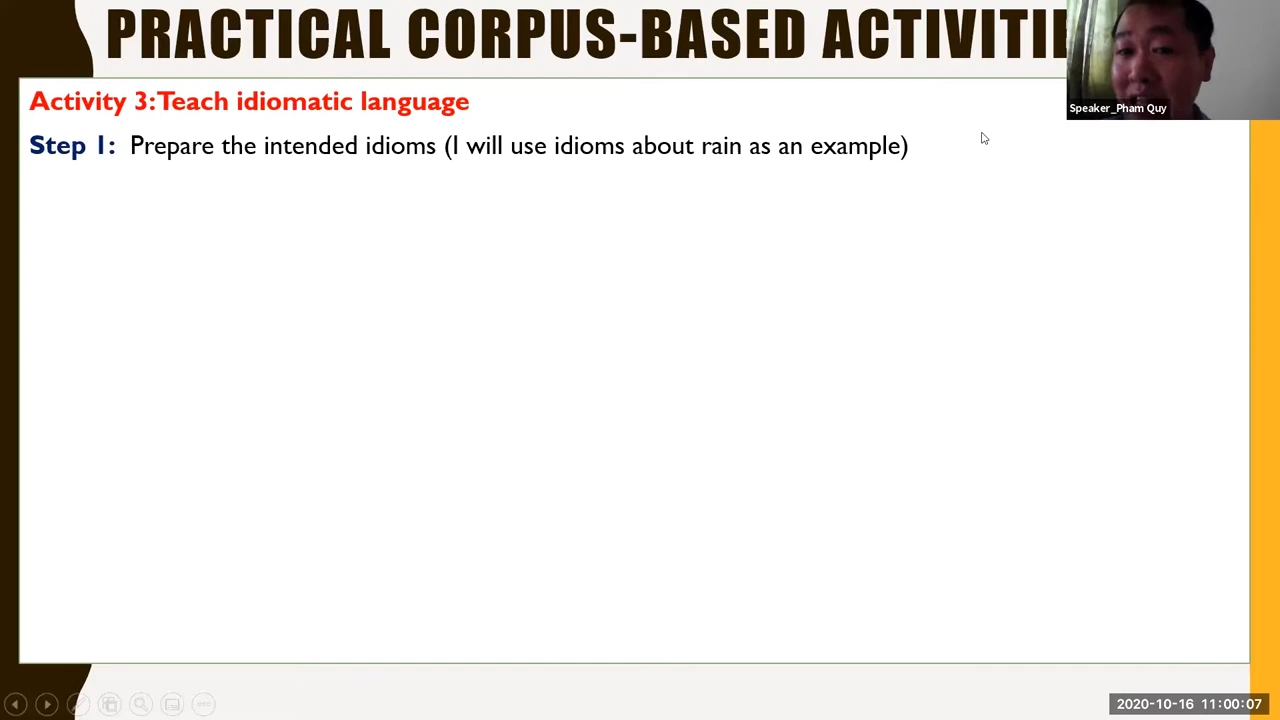 PRACTICAL CORPUS-BASED ACTIVITIE
Speaker_Pham Quy
Activity 3: Teach idiomatic language
Step 1: Prepare the intended idioms (I will use idioms about rain as an example)
2020-10-16 11:00:07